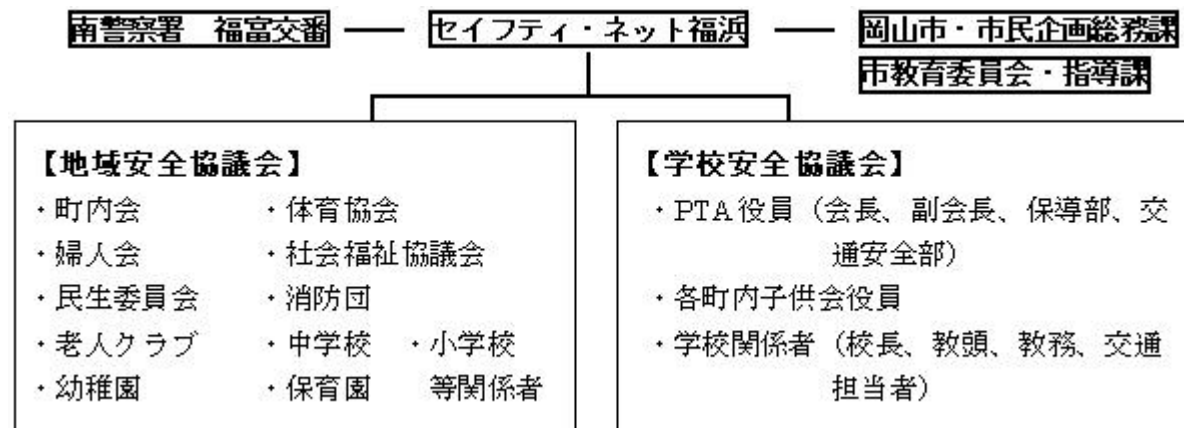 南警察署 福富交番
セイフティ・ネット福浜
岡山市・市民企画総務課
市教育委員会・指導課
【地域安全協議会】
・町内会 ・体育協会
・婦人会 ・社会福祉協議会
・民生委員会 ・消防団
・老人クラブ ・中学校 ・小学校
・幼稚園 ・保育園 等関係者
【学校安全協議会】
・PTA役員（会長、副会長、保導部、交
通安全部）
・各町内子供会役員
・学校関係者（校長、教頭、教務、交通
担当者）